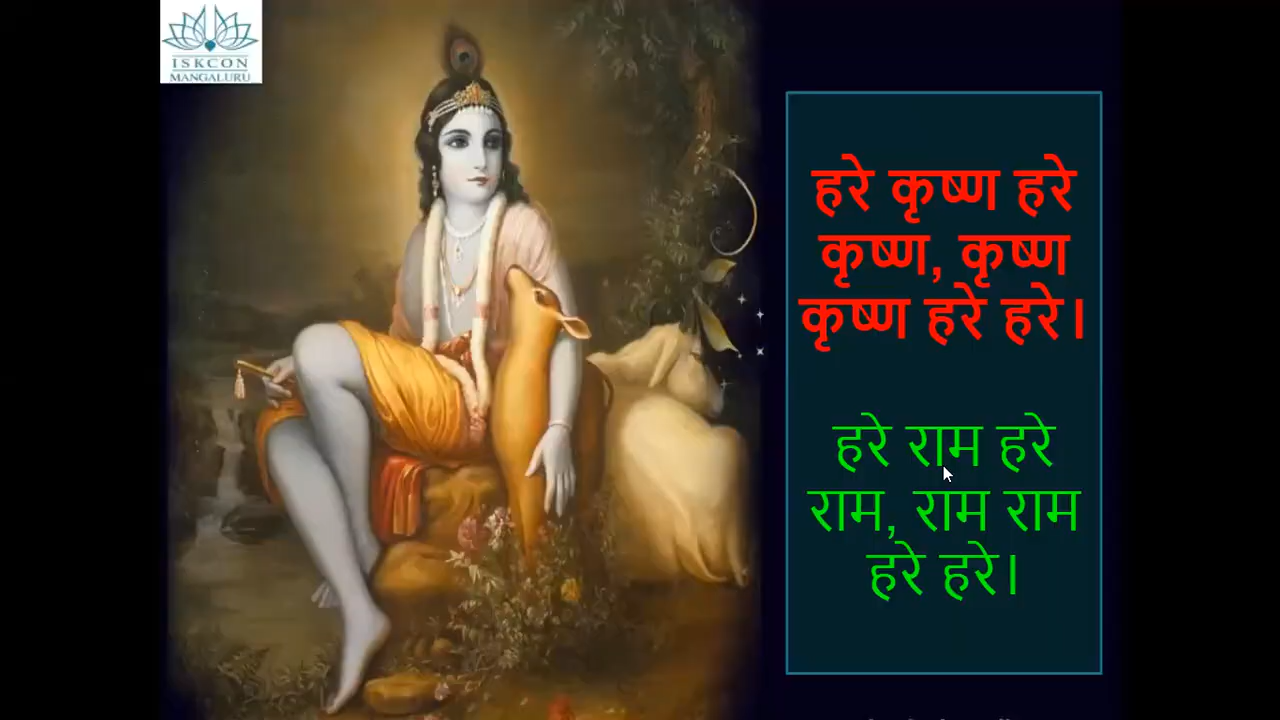 ISKCON
MANGALURU
हरे कृष्ण हरे
कृष्ण, कृष्ण
कृष्ण हरे हरे।
हरे राम हरे
राम, राम राम
हरे हरे।